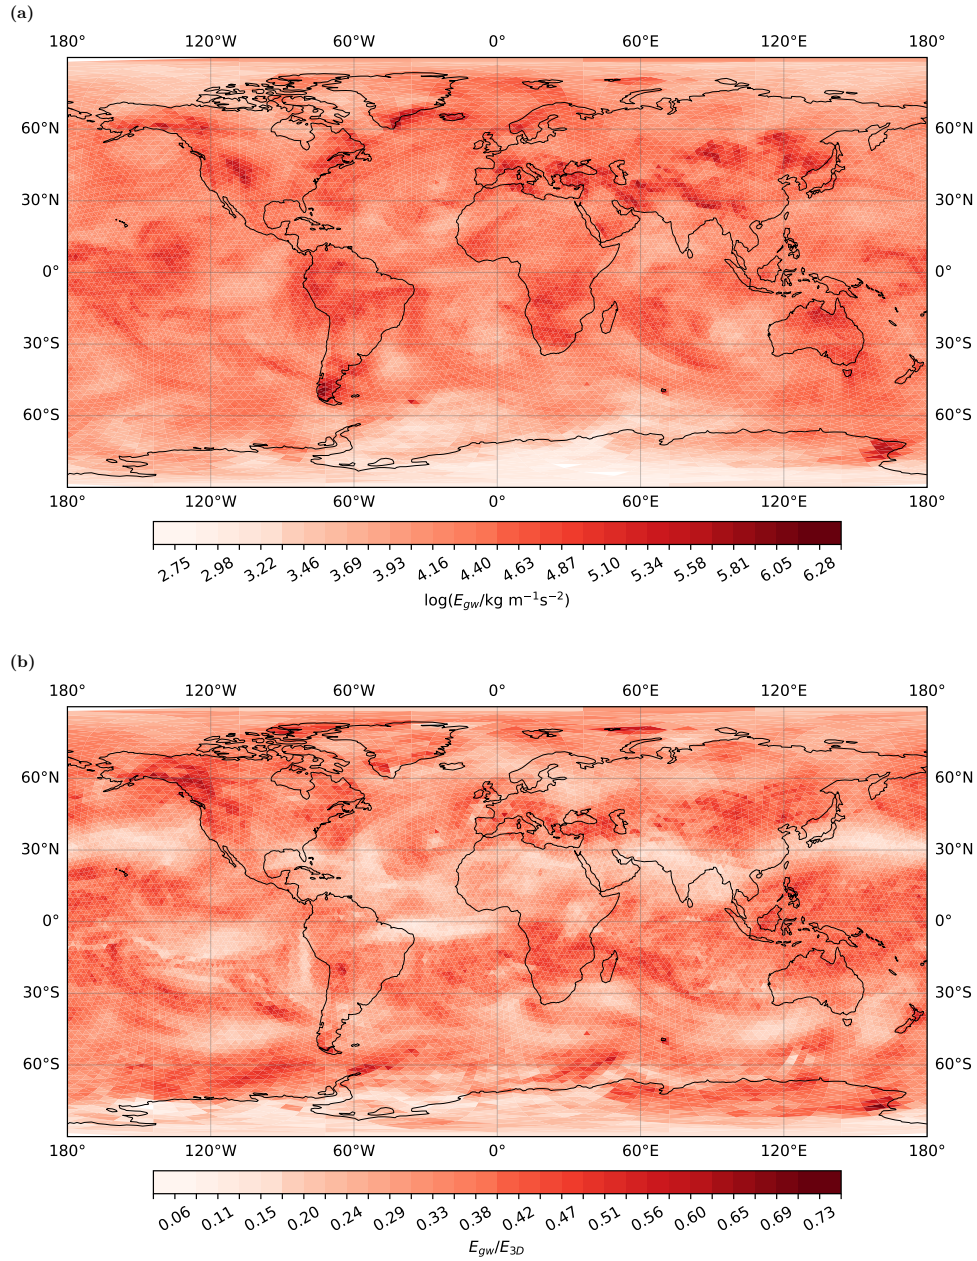 (a)
180° 120°W 60°W 0° 60°E 120°E 180°
60°N 60°N
30°N 30°N
0° 0°
30°S 30°S
60°S 60°S
180° 120°W 60°W 0° 60°E 120°E 180°
2.75 2.98 3.22 3.46 3.69 3.93 4.16 4.40 4.63 4.87 5.10 5.34 5.58 5.81 6.05 6.28
log(E_gw/kg m⁻¹s⁻²)
(b)
180° 120°W 60°W 0° 60°E 120°E 180°
60°N 60°N
30°N 30°N
0° 0°
30°S 30°S
60°S 60°S
180° 120°W 60°W 0° 60°E 120°E 180°
0.06 0.11 0.15 0.20 0.24 0.29 0.33 0.38 0.42 0.47 0.51 0.56 0.60 0.65 0.69 0.73
E_gw/E_3D